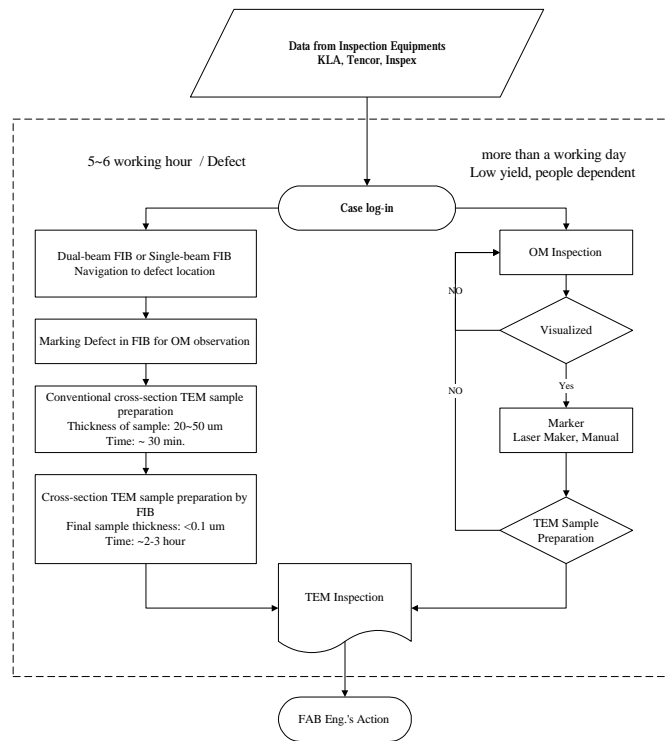 Data from Inspection Equipments
KLA, Tencor, Inspex
5~6 working hour / Defect
more than a working day
Low yield, people dependent
Case log-in
Dual-beam FIB or Single-beam FIB
Navigation to defect location
Marking Defect in FIB for OM observation
Conventional cross-section TEM sample
preparation
Thickness of sample: 20~50 um
Time: ~ 30 min.
Cross-section TEM sample preparation by
FIB
Final sample thickness: <0.1 um
Time: ~2-3 hour
OM Inspection
NO
Visualized
NO
Yes
Marker
Laser Maker, Manual
TEM Sample
Preparation
TEM Inspection
FAB Eng.'s Action